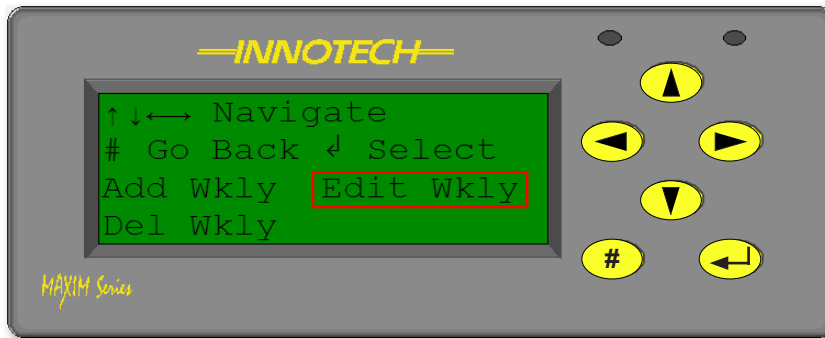 INNOTECH
↑↓←→ Navigate
# Go Back ↲ Select
Add Wkly Edit Wkly
Del Wkly
#
MAXIM Series